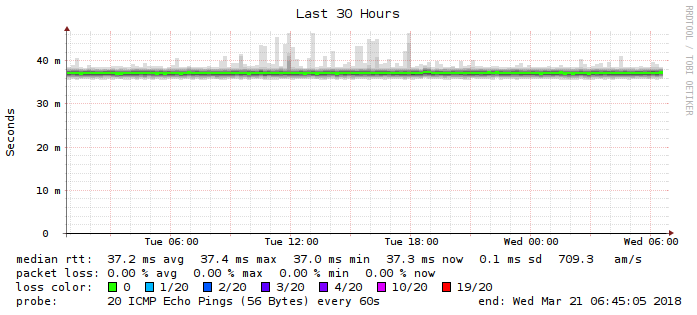 Last 30 Hours
RRDTOOL / TOBI OETIKER
Seconds
40 m
30 m
20 m
10 m
0
Tue 06:00 Tue 12:00 Tue 18:00 Wed 00:00 Wed 06:00
median rtt: 37.2 ms avg 37.4 ms max 37.0 ms min 37.3 ms now 0.1 ms sd 709.3 am/s
packet loss: 0.00 % avg 0.00 % max 0.00 % min 0.00 % now
loss color: 0 1/20 2/20 3/20 4/20 10/20 19/20
probe: 20 ICMP Echo Pings (56 Bytes) every 60s end: Wed Mar 21 06:45:05 2018